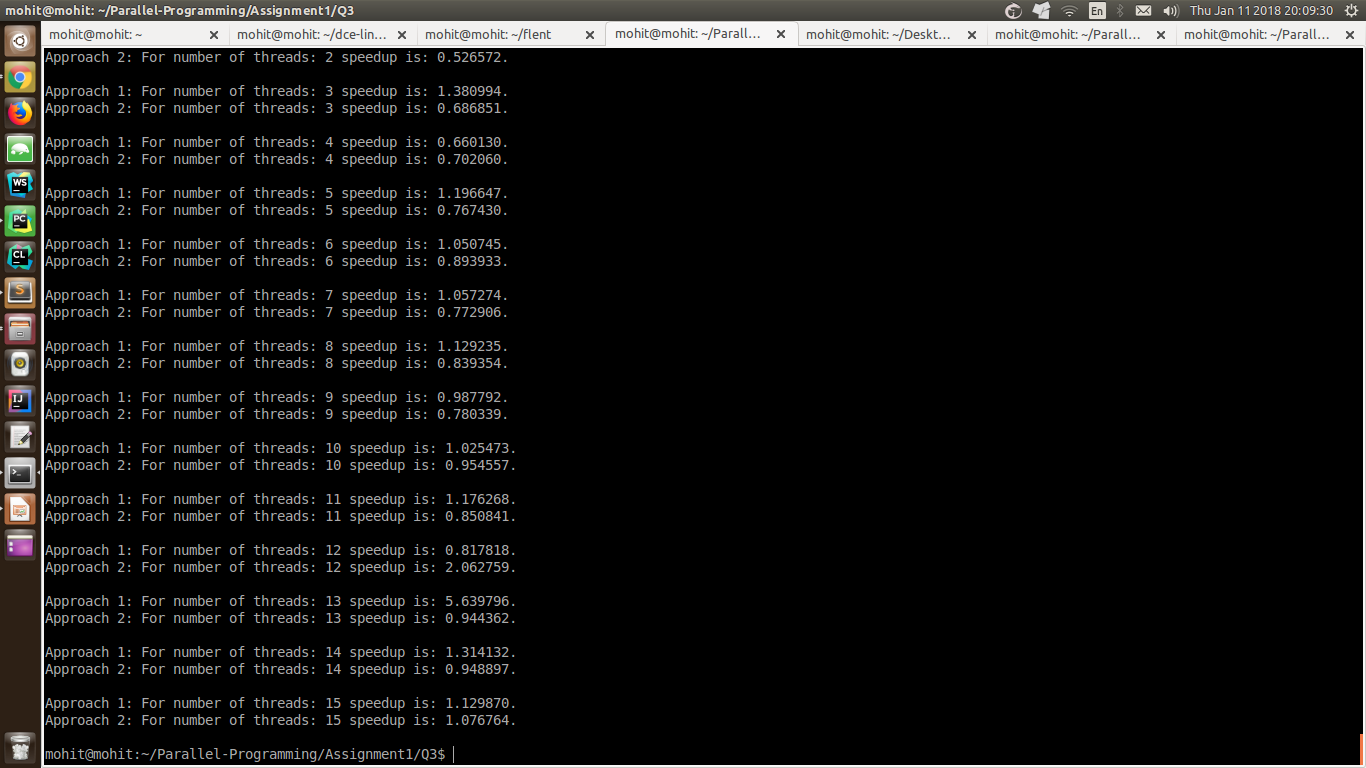 mohit@mohit: ~/Parallel-Programming/Assignment1/Q3
En
Thu Jan 11 2018 20:09:30
mohit@mohit: ~
mohit@mohit: ~/dce-lin...
mohit@mohit: ~/flent
mohit@mohit: ~/Parall...
mohit@mohit: ~/Deskt...
mohit@mohit: ~/Parall...
mohit@mohit: ~/Parall...
WS
PC
CL
S
IJ
Approach 2: For number of threads: 2 speedup is: 0.526572.
Approach 1: For number of threads: 3 speedup is: 1.380994.
Approach 2: For number of threads: 3 speedup is: 0.686851.
Approach 1: For number of threads: 4 speedup is: 0.660130.
Approach 2: For number of threads: 4 speedup is: 0.702060.
Approach 1: For number of threads: 5 speedup is: 1.196647.
Approach 2: For number of threads: 5 speedup is: 0.767430.
Approach 1: For number of threads: 6 speedup is: 1.050745.
Approach 2: For number of threads: 6 speedup is: 0.893933.
Approach 1: For number of threads: 7 speedup is: 1.057274.
Approach 2: For number of threads: 7 speedup is: 0.772906.
Approach 1: For number of threads: 8 speedup is: 1.129235.
Approach 2: For number of threads: 8 speedup is: 0.839354.
Approach 1: For number of threads: 9 speedup is: 0.987792.
Approach 2: For number of threads: 9 speedup is: 0.780339.
Approach 1: For number of threads: 10 speedup is: 1.025473.
Approach 2: For number of threads: 10 speedup is: 0.954557.
Approach 1: For number of threads: 11 speedup is: 1.176268.
Approach 2: For number of threads: 11 speedup is: 0.850841.
Approach 1: For number of threads: 12 speedup is: 0.817818.
Approach 2: For number of threads: 12 speedup is: 2.062759.
Approach 1: For number of threads: 13 speedup is: 5.639796.
Approach 2: For number of threads: 13 speedup is: 0.944362.
Approach 1: For number of threads: 14 speedup is: 1.314132.
Approach 2: For number of threads: 14 speedup is: 0.948897.
Approach 1: For number of threads: 15 speedup is: 1.129870.
Approach 2: For number of threads: 15 speedup is: 1.076764.
mohit@mohit:~/Parallel-Programming/Assignment1/Q3$